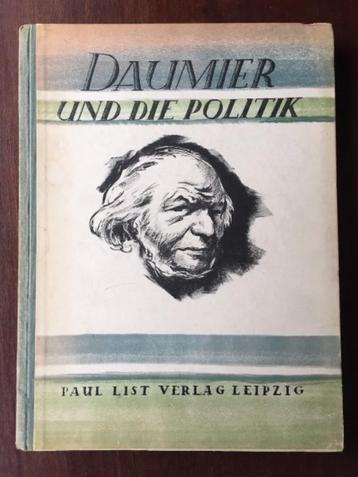 DAUMIER
UND DIE POLITIK
PAUL LIST VERLAG LEIPZIG